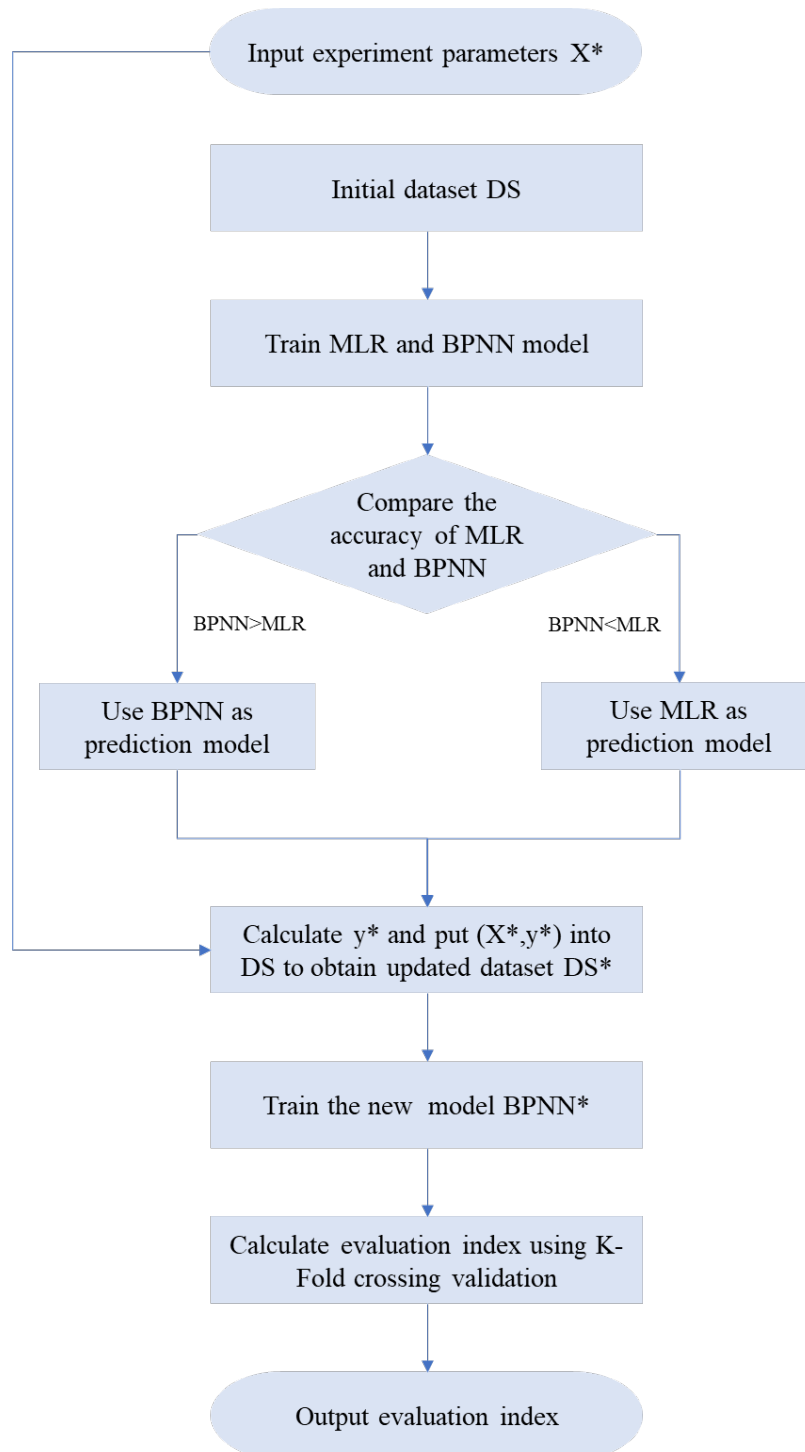 Input experiment parameters X*
Initial dataset DS
Train MLR and BPNN model
Compare the
accuracy of MLR
and BPNN
BPNN>MLR
BPNN<MLR
Use BPNN as
prediction model
Use MLR as
prediction model
Calculate y* and put (X*,y*) into
DS to obtain updated dataset DS*
Train the new model BPNN*
Calculate evaluation index using K-
Fold crossing validation
Output evaluation index